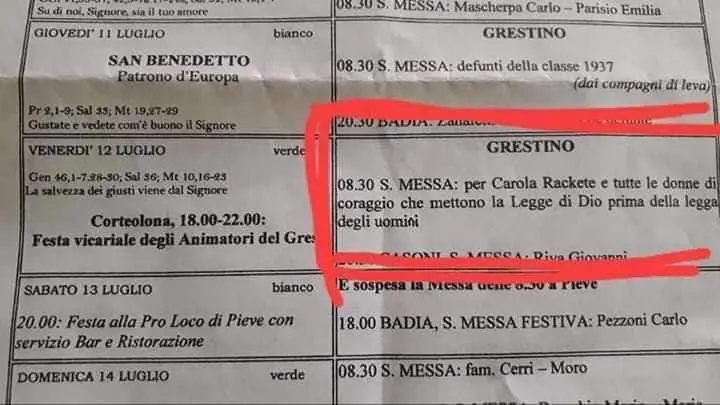 Su di noi, Signore, sia il tuo amore
08.30 S. MESSA: Mascherpa Carlo – Parisio Emilia
GIOVEDI' 11 LUGLIO bianco
SAN BENEDETTO
Patrono d'Europa
Pr 2,1-9; Sal 33; Mt 19,27-29
Gustate e vedete com'è buono il Signore
GRESTINO
08.30 S. MESSA: defunti della classe 1937
(dai compagni di leva)
20.30 BADIA:
VENERDI' 12 LUGLIO verde
Gen 46,1-7.28-30; Sal 36; Mt 10,16-23
La salvezza dei giusti viene dal Signore
Corteolona, 18.00-22.00:
Festa vicariale degli Animatori del Gres
GRESTINO
08.30 S. MESSA: per Carola Rackete e tutte le donne di
coraggio che mettono la Legge di Dio prima della legge
degli uomini
CASONI, S. MESSA: Riva Giovanni
SABATO 13 LUGLIO bianco
20.00: Festa alla Pro Loco di Pieve con
servizio Bar e Ristorazione
E' sospesa la Messa delle 8.30 a Pieve
18.00 BADIA, S. MESSA FESTIVA: Pezzoni Carlo
DOMENICA 14 LUGLIO verde
08.30 S. MESSA: fam. Cerri – Moro